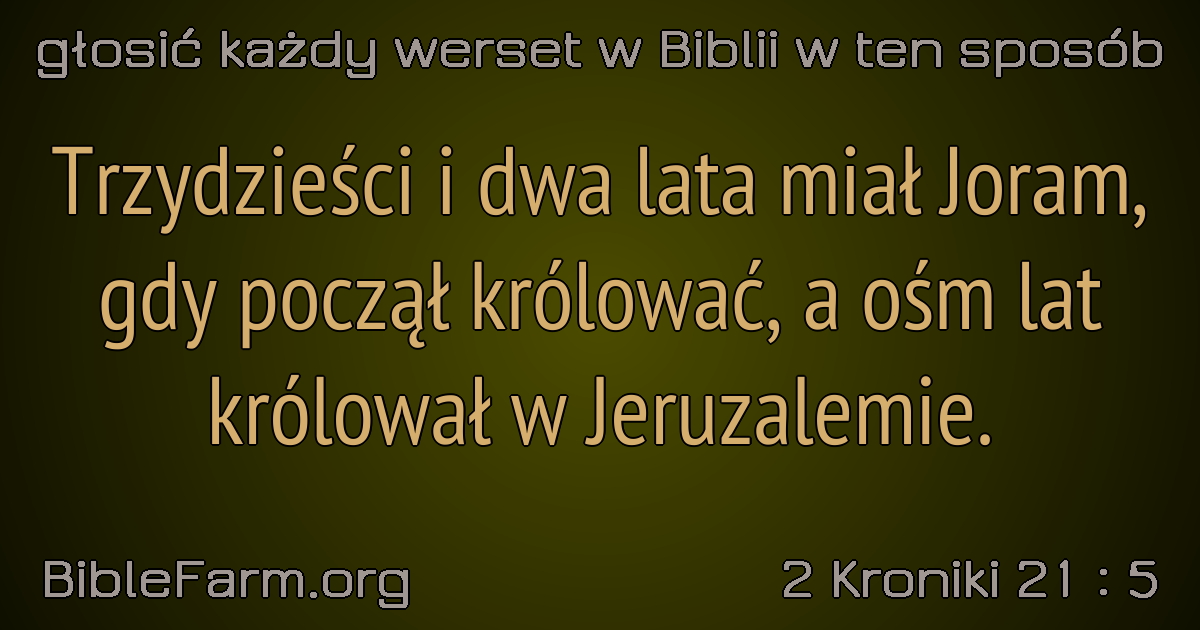 głosić każdy werset w Biblii w ten sposób
Trzydzieści i dwa lata miał Joram,
gdy począł królować, a ośm lat
królował w Jeruzalemie.
BibleFarm.org
2 Kroniki 21 : 5